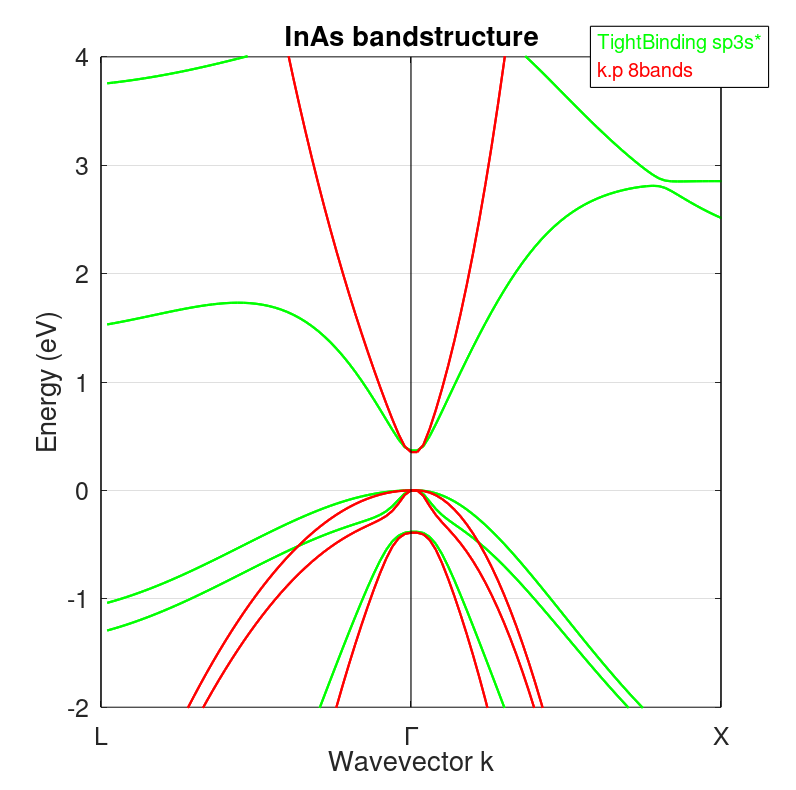 InAs bandstructure
TightBinding sp3s*
k.p 8bands
4
3
2
1
0
-1
-2
Energy (eV)
L
Γ
X
Wavevector k